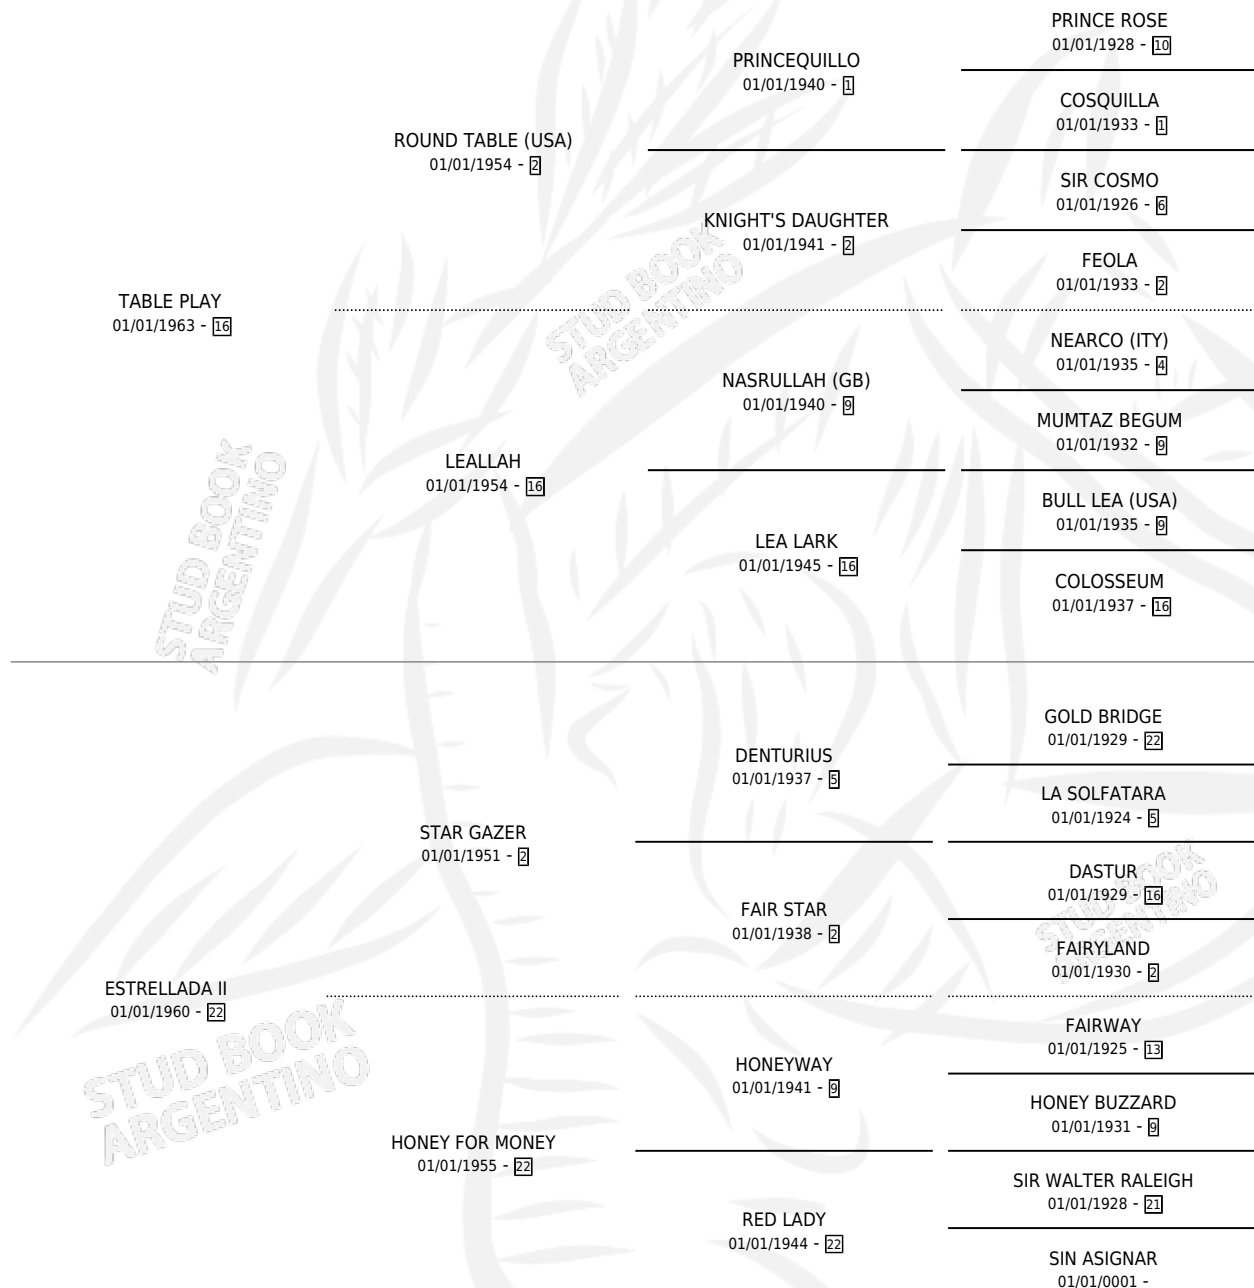 PRINCE ROSE
01/01/1928 - 10
PRINCEQUILLO
01/01/1940 - 1
COSQUILLA
01/01/1933 - 1
ROUND TABLE (USA)
01/01/1954 - 2
SIR COSMO
01/01/1926 - 6
KNIGHT'S DAUGHTER
01/01/1941 - 2
FEOLA
01/01/1933 - 2
TABLE PLAY
01/01/1963 - 16
NEARCO (ITY)
01/01/1935 - 4
NASRULLAH (GB)
01/01/1940 - 9
MUMTAZ BEGUM
01/01/1932 - 9
LEALLAH
01/01/1954 - 16
BULL LEA (USA)
01/01/1935 - 9
LEA LARK
01/01/1945 - 16
COLOSSEUM
01/01/1937 - 16
GOLD BRIDGE
01/01/1929 - 22
DENTURIUS
01/01/1937 - 5
LA SOLFATARA
01/01/1924 - 5
STAR GAZER
01/01/1951 - 2
DASTUR
01/01/1929 - 16
FAIR STAR
01/01/1938 - 2
FAIRYLAND
01/01/1930 - 2
ESTRELLADA II
01/01/1960 - 22
FAIRWAY
01/01/1925 - 13
HONEYWAY
01/01/1941 - 9
HONEY BUZZARD
01/01/1931 - 9
HONEY FOR MONEY
01/01/1955 - 22
SIR WALTER RALEIGH
01/01/1928 - 21
RED LADY
01/01/1944 - 22
SIN ASIGNAR
01/01/0001 -
STUD BOOK
ARGENTINO
STUD BOOK
ARGENTINO
STUD BOOK
ARGENTINO
STUD BOOK
ARGENTINO